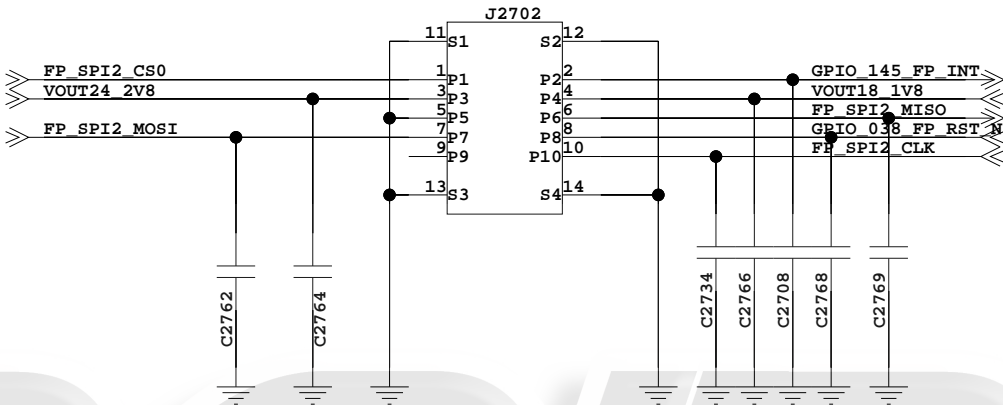 J2702
11 S1 S2 12
FP_SPI2_CS0 1 P1 P2 2 GPIO_145_FP_INT
VOUT24_2V8 3 P3 P4 4 VOUT18_1V8
5 P5 P6 6 FP_SPI2_MISO
FP_SPI2_MOSI 7 P7 P8 8 GPIO_038_FP_RST_N
9 P9 P10 10 FP_SPI2_CLK
13 S3 S4 14
C2762
C2764
C2734
C2766
C2708
C2768
C2769